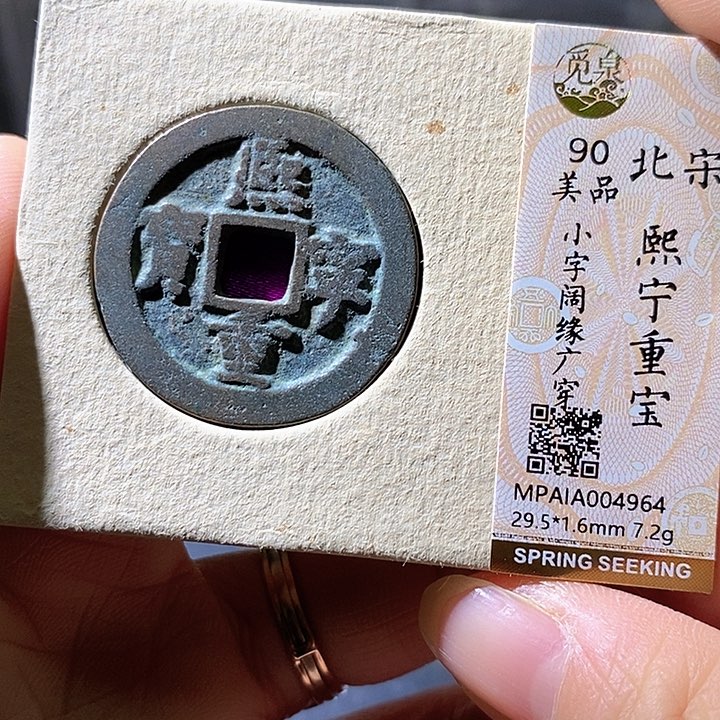 熙寧重寶
觅泉
90
美品
北宋
熙宁重宝
小字阔缘广穿
MPAIA004964
29.5*1.6mm 7.2g
SPRING SEEKING